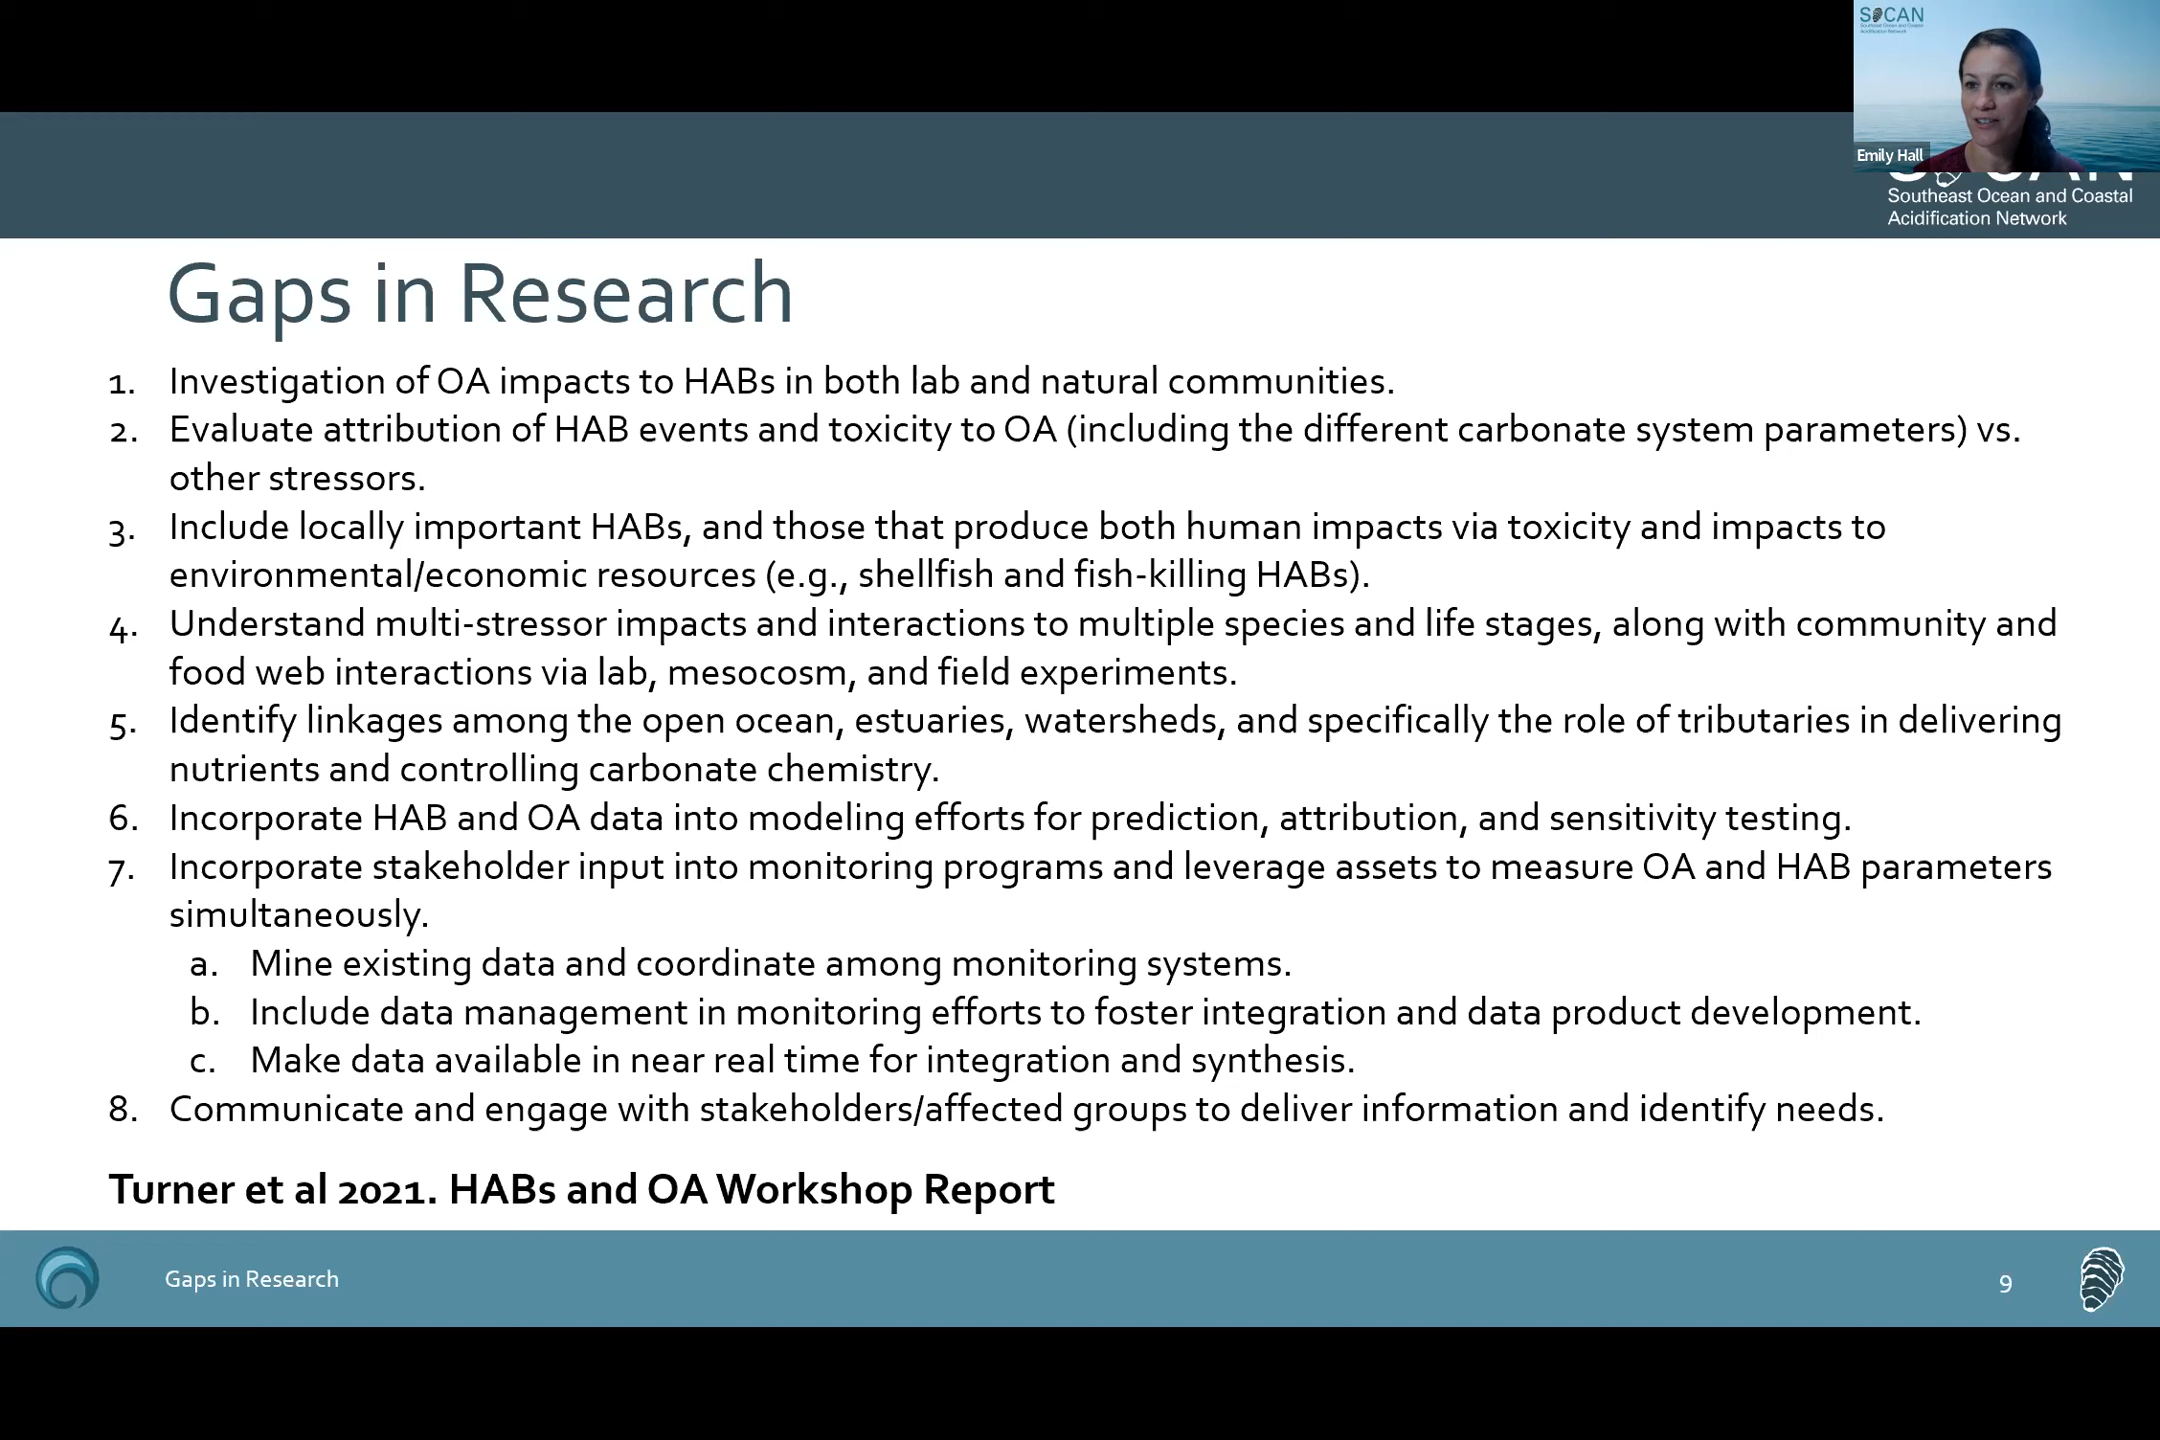 SOCAN
Southeast Ocean and Coastal
Acidification Network
Emily Hall
Southeast Ocean and Coastal
Acidification Network
Gaps in Research
1. Investigation of OA impacts to HABs in both lab and natural communities.
2. Evaluate attribution of HAB events and toxicity to OA (including the different carbonate system parameters) vs.
other stressors.
3. Include locally important HABs, and those that produce both human impacts via toxicity and impacts to
environmental/economic resources (e.g., shellfish and fish-killing HABs).
4. Understand multi-stressor impacts and interactions to multiple species and life stages, along with community and
food web interactions via lab, mesocosm, and field experiments.
5. Identify linkages among the open ocean, estuaries, watersheds, and specifically the role of tributaries in delivering
nutrients and controlling carbonate chemistry.
6. Incorporate HAB and OA data into modeling efforts for prediction, attribution, and sensitivity testing.
7. Incorporate stakeholder input into monitoring programs and leverage assets to measure OA and HAB parameters
simultaneously.
a. Mine existing data and coordinate among monitoring systems.
b. Include data management in monitoring efforts to foster integration and data product development.
c. Make data available in near real time for integration and synthesis.
8. Communicate and engage with stakeholders/affected groups to deliver information and identify needs.
Turner et al 2021. HABs and OA Workshop Report
Gaps in Research
9